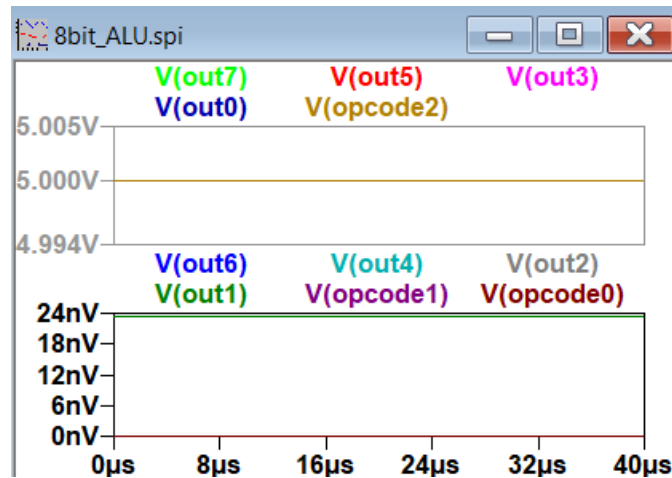 8bit_ALU.spi
V(out7) V(out5) V(out3)
V(out0) V(opcode2)
5.005V
5.000V
4.994V
V(out6) V(out4) V(out2)
V(out1) V(opcode1) V(opcode0)
24nV
18nV
12nV
6nV
0nV
0µs 8µs 16µs 24µs 32µs 40µs